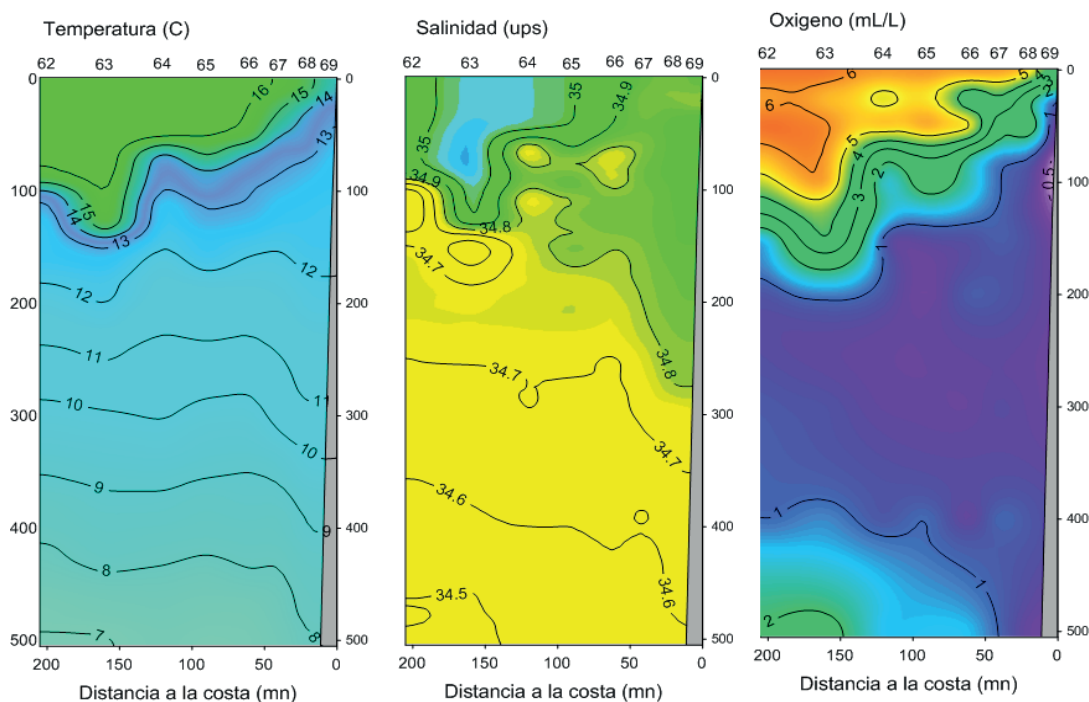 Temperatura (C)
62 63 64 65 66 67 68 69
0 0
100 100
200 200
300 300
400 400
500 500
16 15 14 13
14 15 13
12 12
11 11
10 10
9 9
8 8
7
200 150 100 50 0
Distancia a la costa (mn)
Salinidad (ups)
62 63 64 65 66 67 68 69
0
100
200
300
400
500
35 35 34.9
34.9 34.8
34.7
34.8
34.7
34.7
34.6
34.6
34.5
200 150 100 50 0
Distancia a la costa (mn)
Oxigeno (mL/L)
62 63 64 65 66 67 68 69
0
100
200
300
400
500
6 5 4 3
6 2
5 1
4 2 0.5
3
1
1
1
2
200 150 100 50 0
Distancia a la costa (mn)